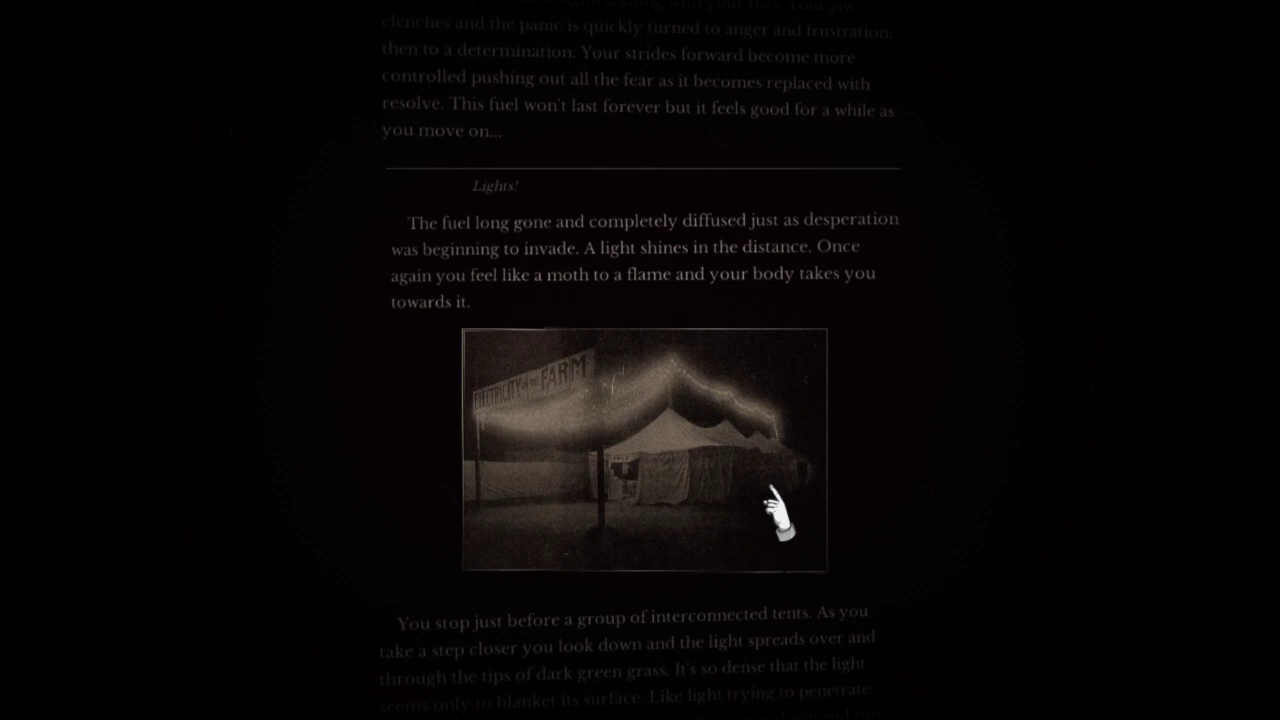 clenches and the panic is quickly turned to anger and frustration,
then to a determination. Your strides forward become more
controlled pushing out all the fear as it becomes replaced with
resolve. This fuel won't last forever but it feels good for a while as
you move on...
Lights!
The fuel long gone and completely diffused just as desperation
was beginning to invade. A light shines in the distance. Once
again you feel like a moth to a flame and your body takes you
towards it.
ELECTRICITY on the FARM
You stop just before a group of interconnected tents. As you
take a step closer you look down and the light spreads over and
through the tips of dark green grass. It's so dense that the light
seems only to blanket its surface. Like light trying to penetrate